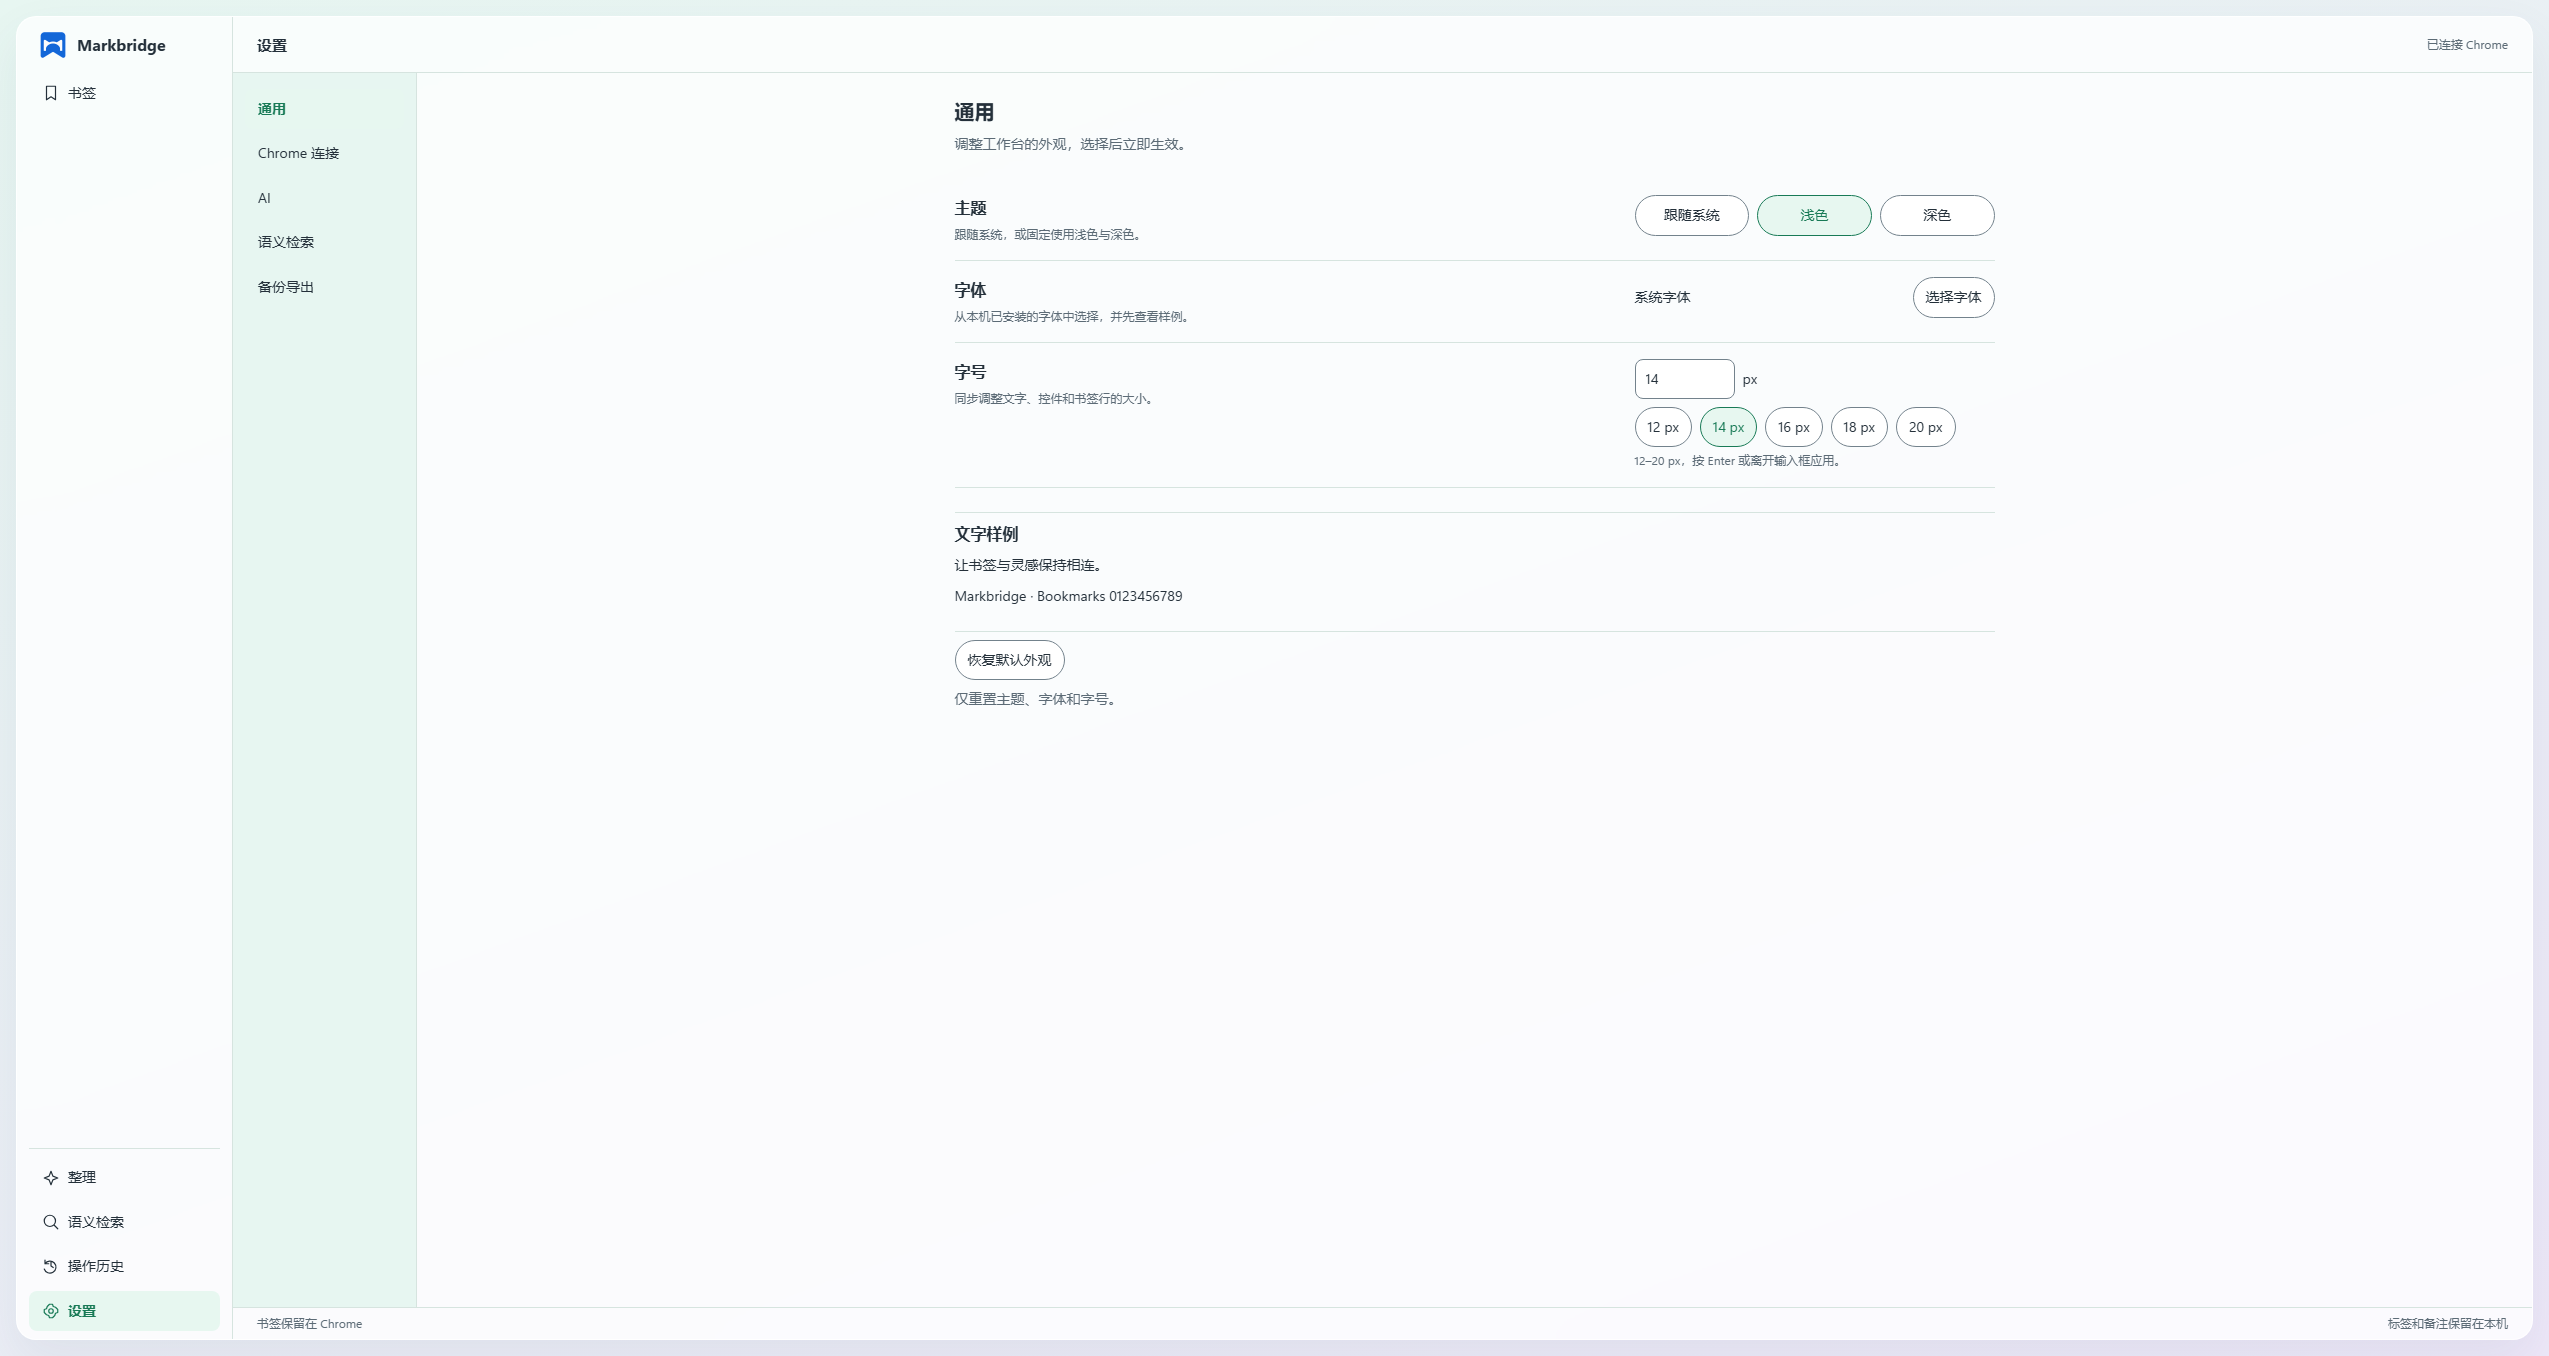 Markbridge
书签
整理
语义检索
操作历史
设置
设置
已连接 Chrome
通用
Chrome 连接
AI
语义检索
备份导出
通用
调整工作台的外观，选择后立即生效。
主题
跟随系统，或固定使用浅色与深色。
跟随系统
浅色
深色
字体
从本机已安装的字体中选择，并先查看样例。
系统字体
选择字体
字号
同步调整文字、控件和书签行的大小。
14 px
12 px
14 px
16 px
18 px
20 px
12–20 px，按 Enter 或离开输入框应用。
文字样例
让书签与灵感保持相连。
Markbridge · Bookmarks 0123456789
恢复默认外观
仅重置主题、字体和字号。
书签保留在 Chrome
标签和备注保留在本机